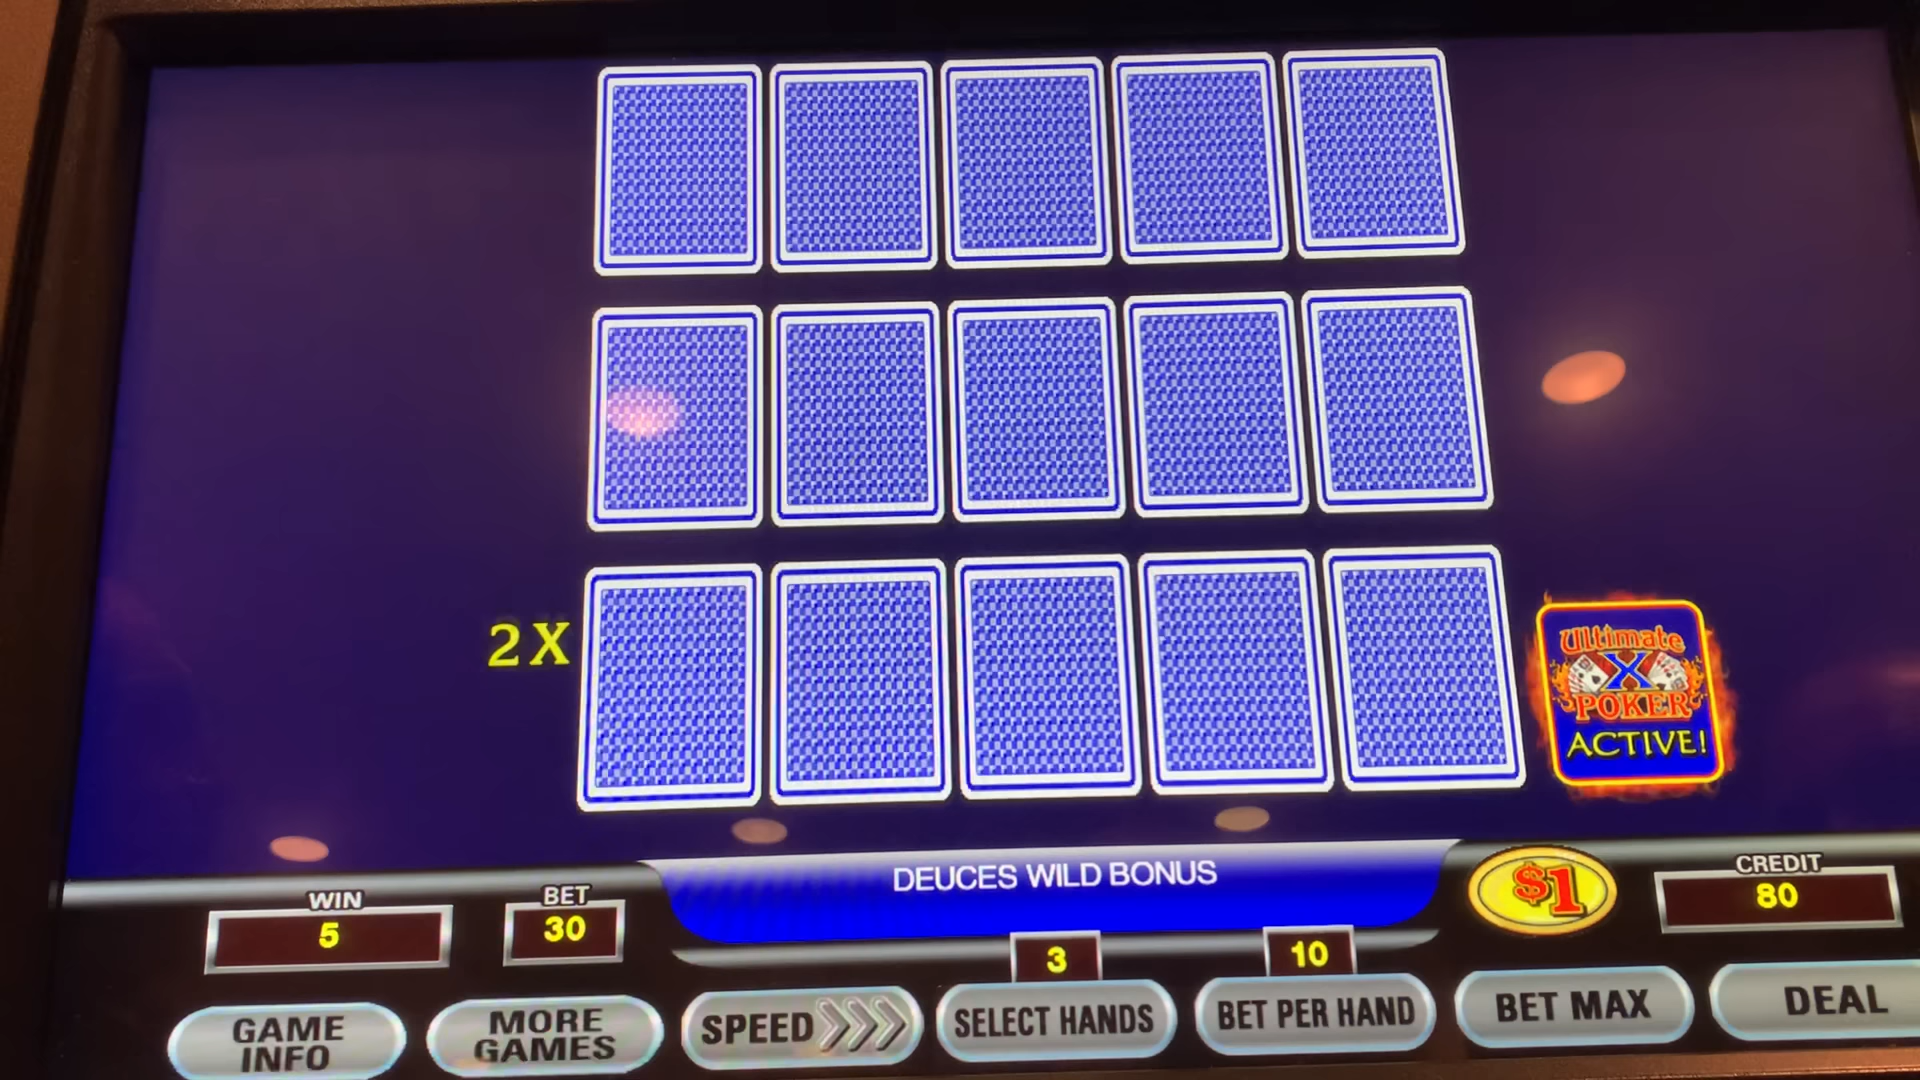 2X
Ultimate
X
POKER
ACTIVE!
DEUCES WILD BONUS
WIN
5
BET
30
3
10
$1
CREDIT
80
GAME
INFO
MORE
GAMES
SPEED
SELECT HANDS
BET PER HAND
BET MAX
DEAL